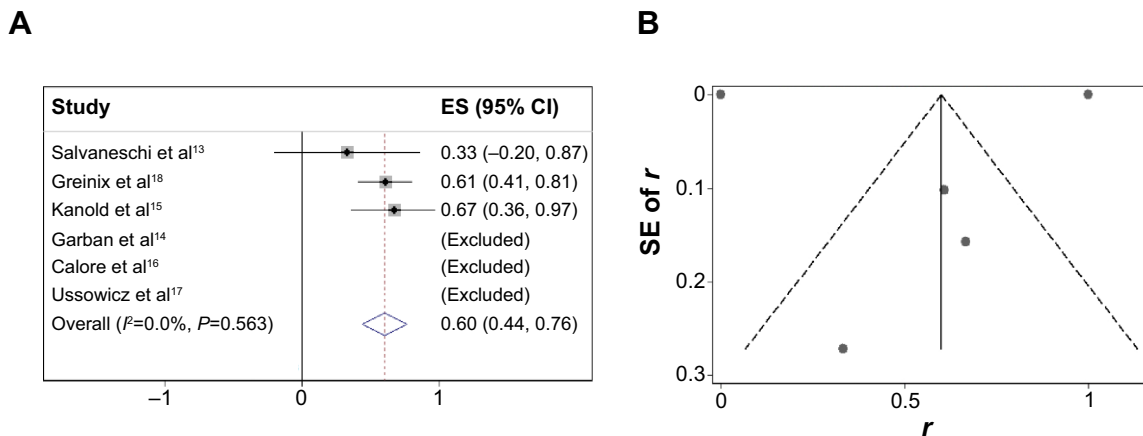 A
Study ES (95% CI)
Salvaneschi et al¹³ 0.33 (–0.20, 0.87)
Greinix et al¹⁸ 0.61 (0.41, 0.81)
Kanold et al¹⁵ 0.67 (0.36, 0.97)
Garban et al¹⁴ (Excluded)
Calore et al¹⁶ (Excluded)
Ussowicz et al¹⁷ (Excluded)
Overall (I²=0.0%, P=0.563) 0.60 (0.44, 0.76)
–1 0 1
B
SE of r
0
0.1
0.2
0.3
0 0.5 1
r